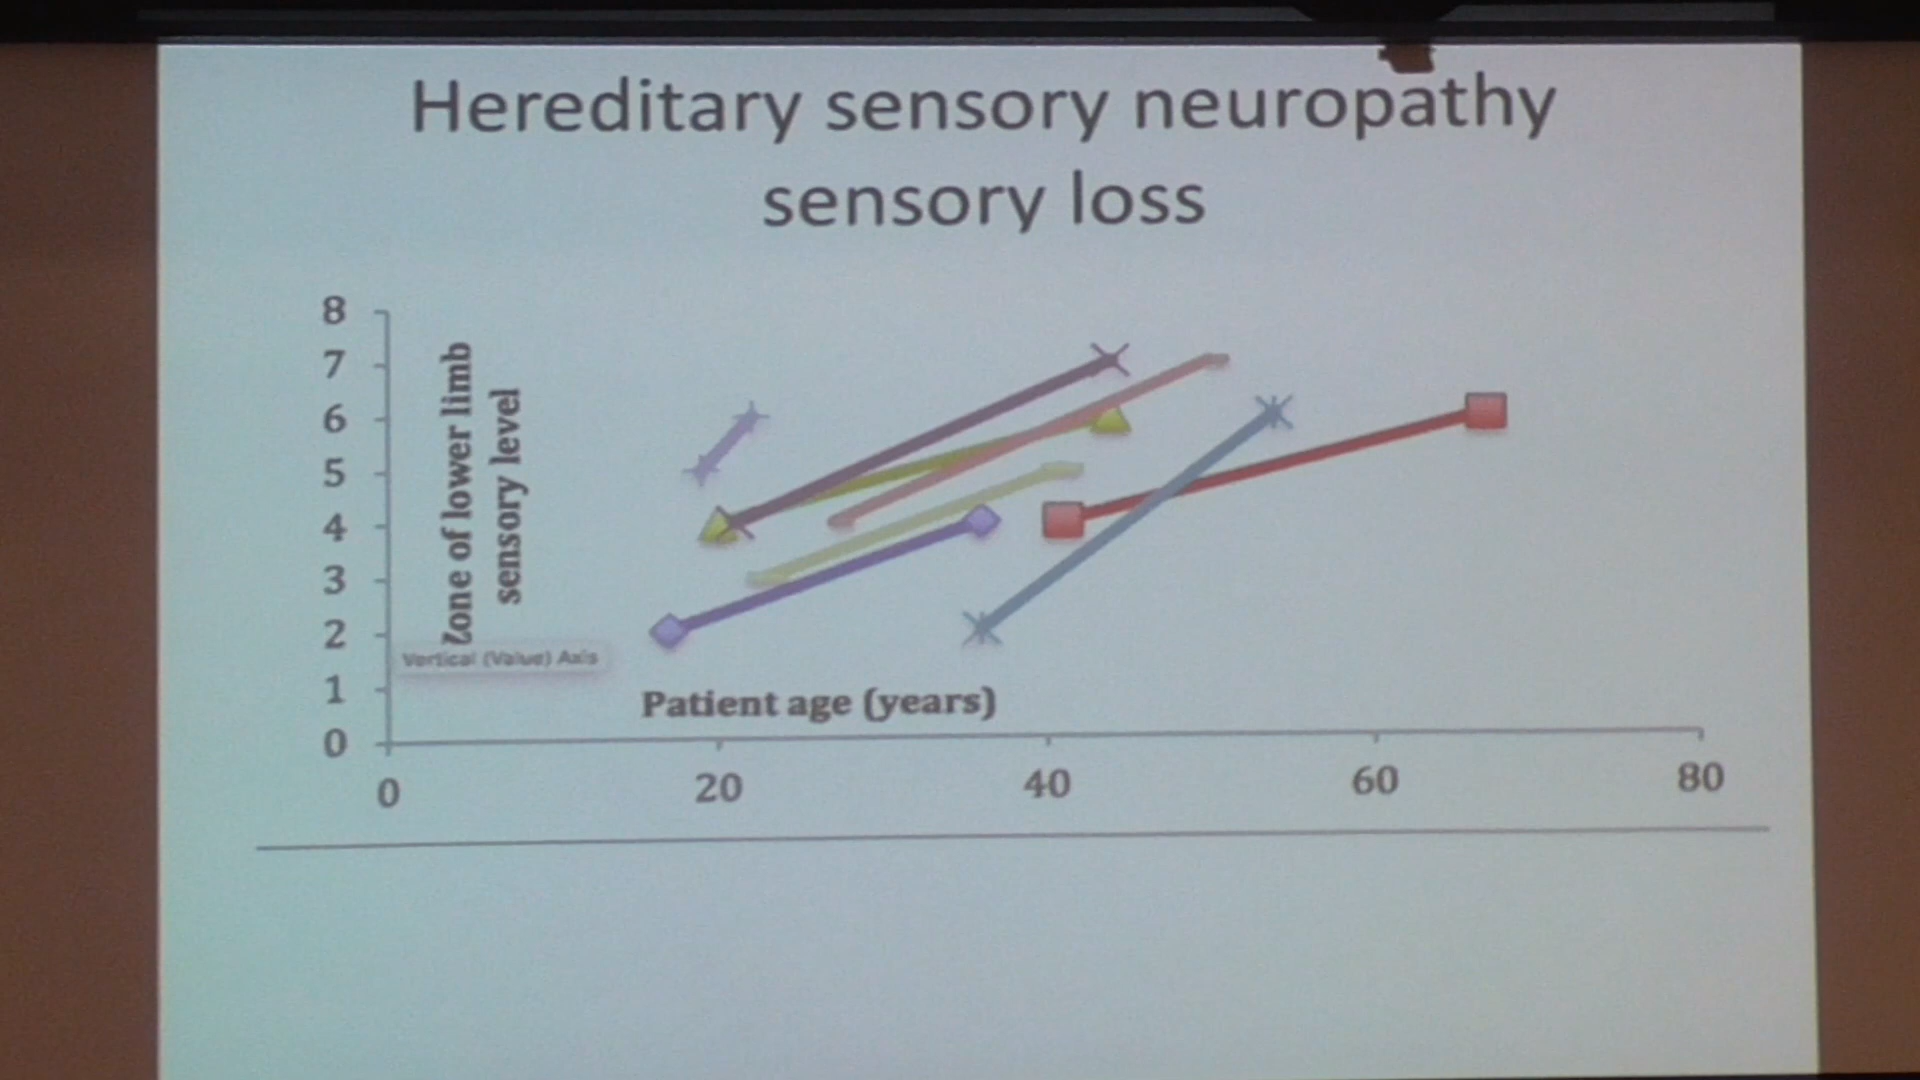 Hereditary sensory neuropathy
sensory loss
8
7
6
5
4
3
2
1
0
Zone of lower limb
sensory level
Vertical (Value) Axis
Patient age (years)
0
20
40
60
80